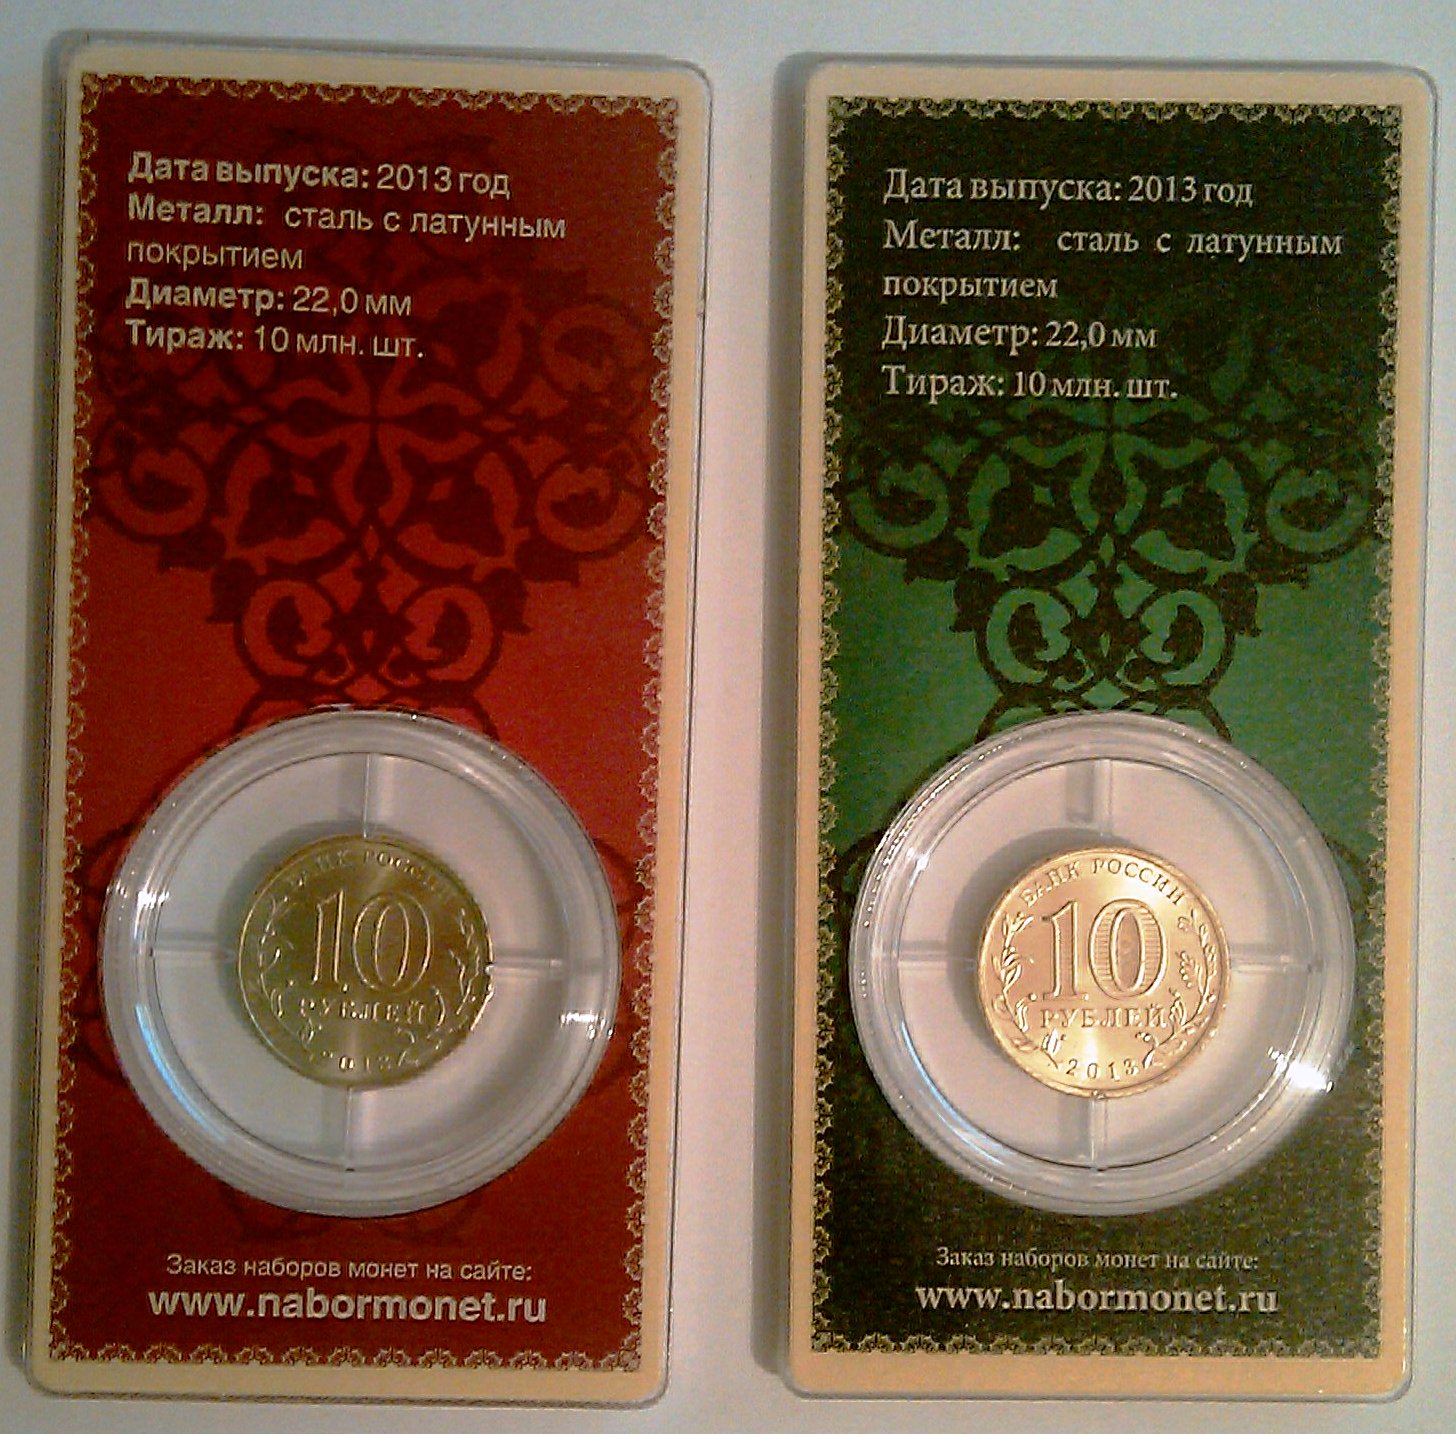 Дата выпуска: 2013 год
Металл: сталь с латунным
покрытием
Диаметр: 22,0 мм
Тираж: 10 млн. шт.
БАНК РОССИИ
10
РУБЛЕЙ
2013
Заказ наборов монет на сайте:
www.nabormonet.ru
Дата выпуска: 2013 год
Металл: сталь с латунным
покрытием
Диаметр: 22,0 мм
Тираж: 10 млн. шт.
БАНК РОССИИ
10
РУБЛЕЙ
2013
Заказ наборов монет на сайте:
www.nabormonet.ru